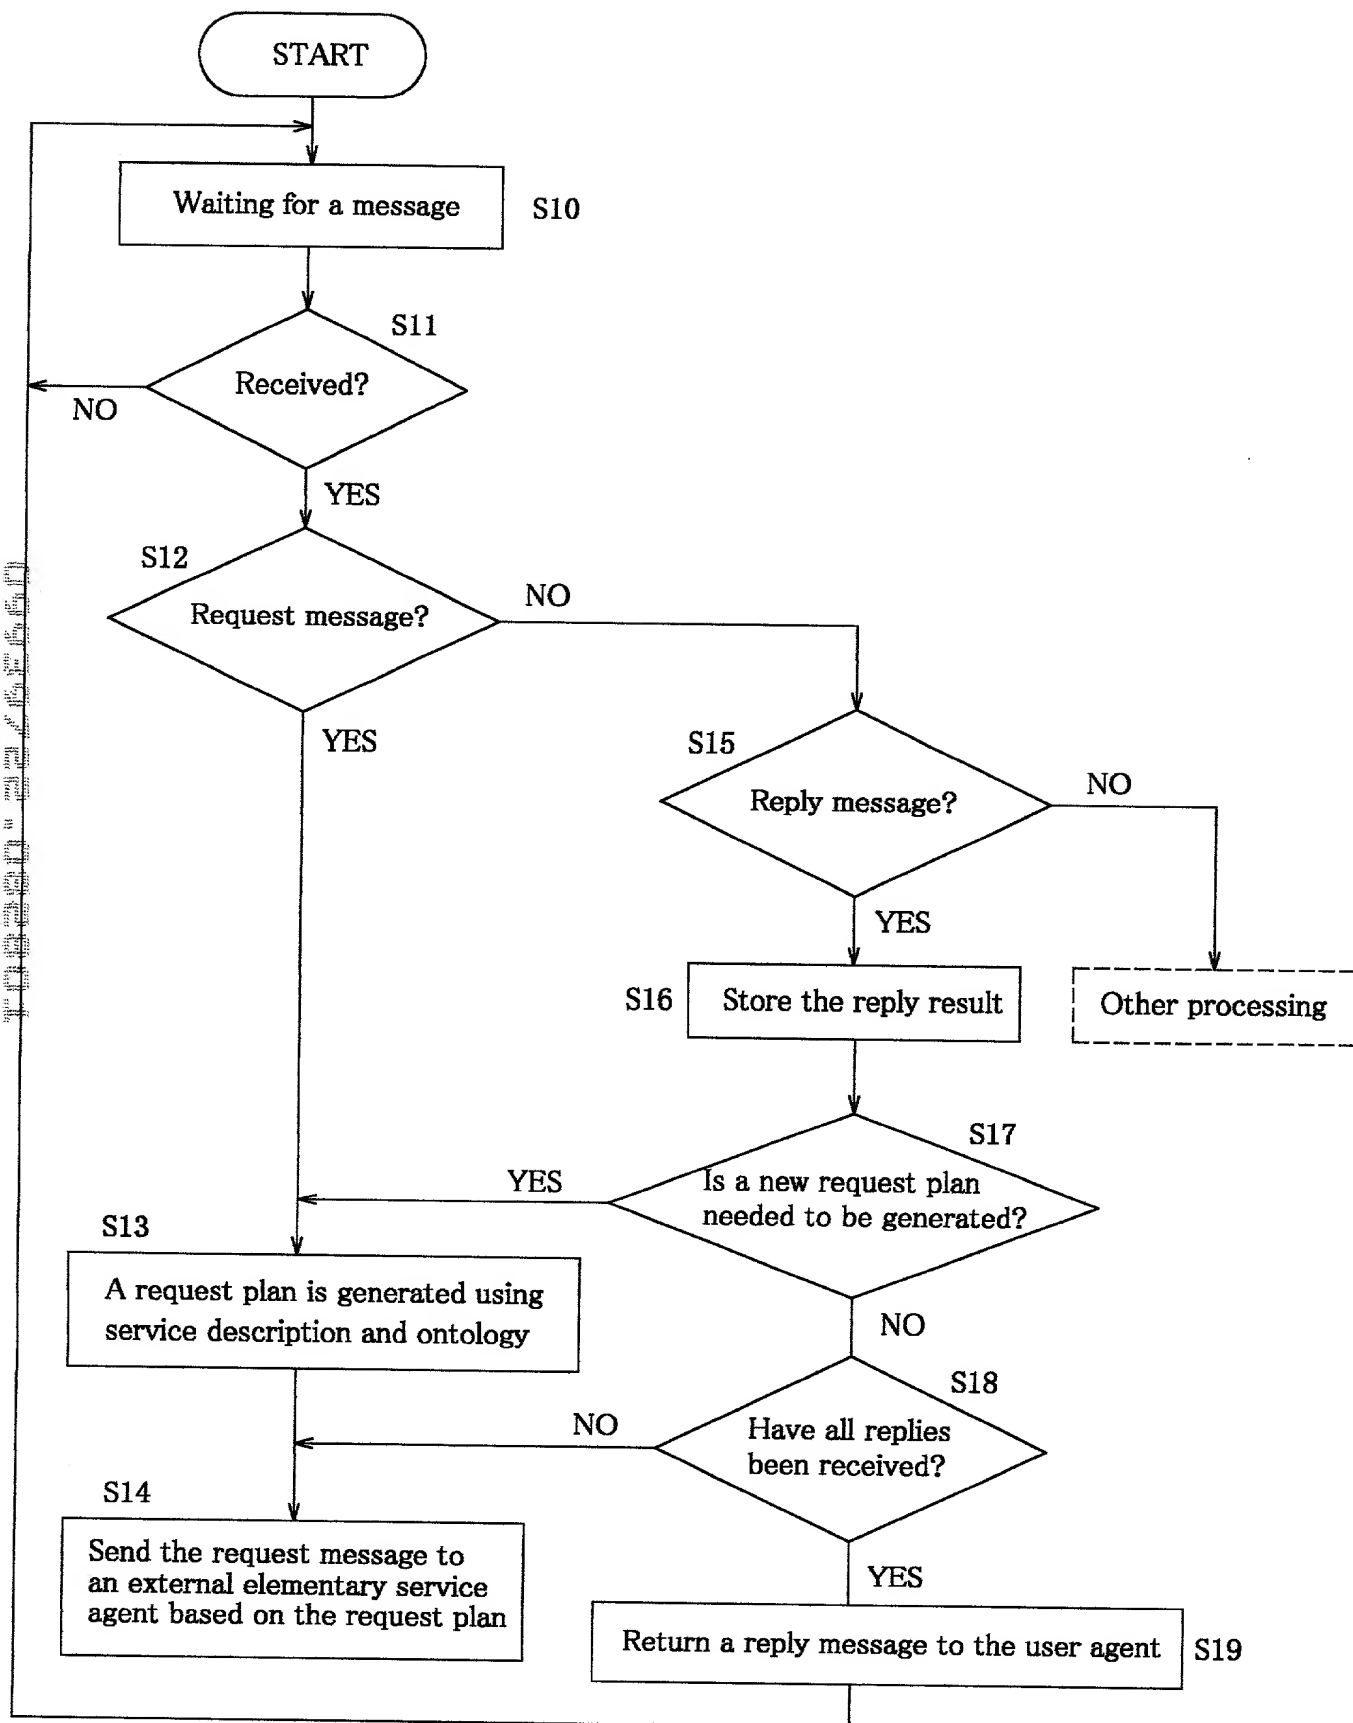 START
Waiting for a message
S10
S11
Received?
NO
YES
S12
Request message?
NO
YES
S15
Reply message?
NO
YES
S16
Store the reply result
Other processing
S17
Is a new request plan
needed to be generated?
YES
NO
S13
A request plan is generated using
service description and ontology
S18
Have all replies
been received?
NO
YES
S14
Send the request message to
an external elementary service
agent based on the request plan
Return a reply message to the user agent
S19